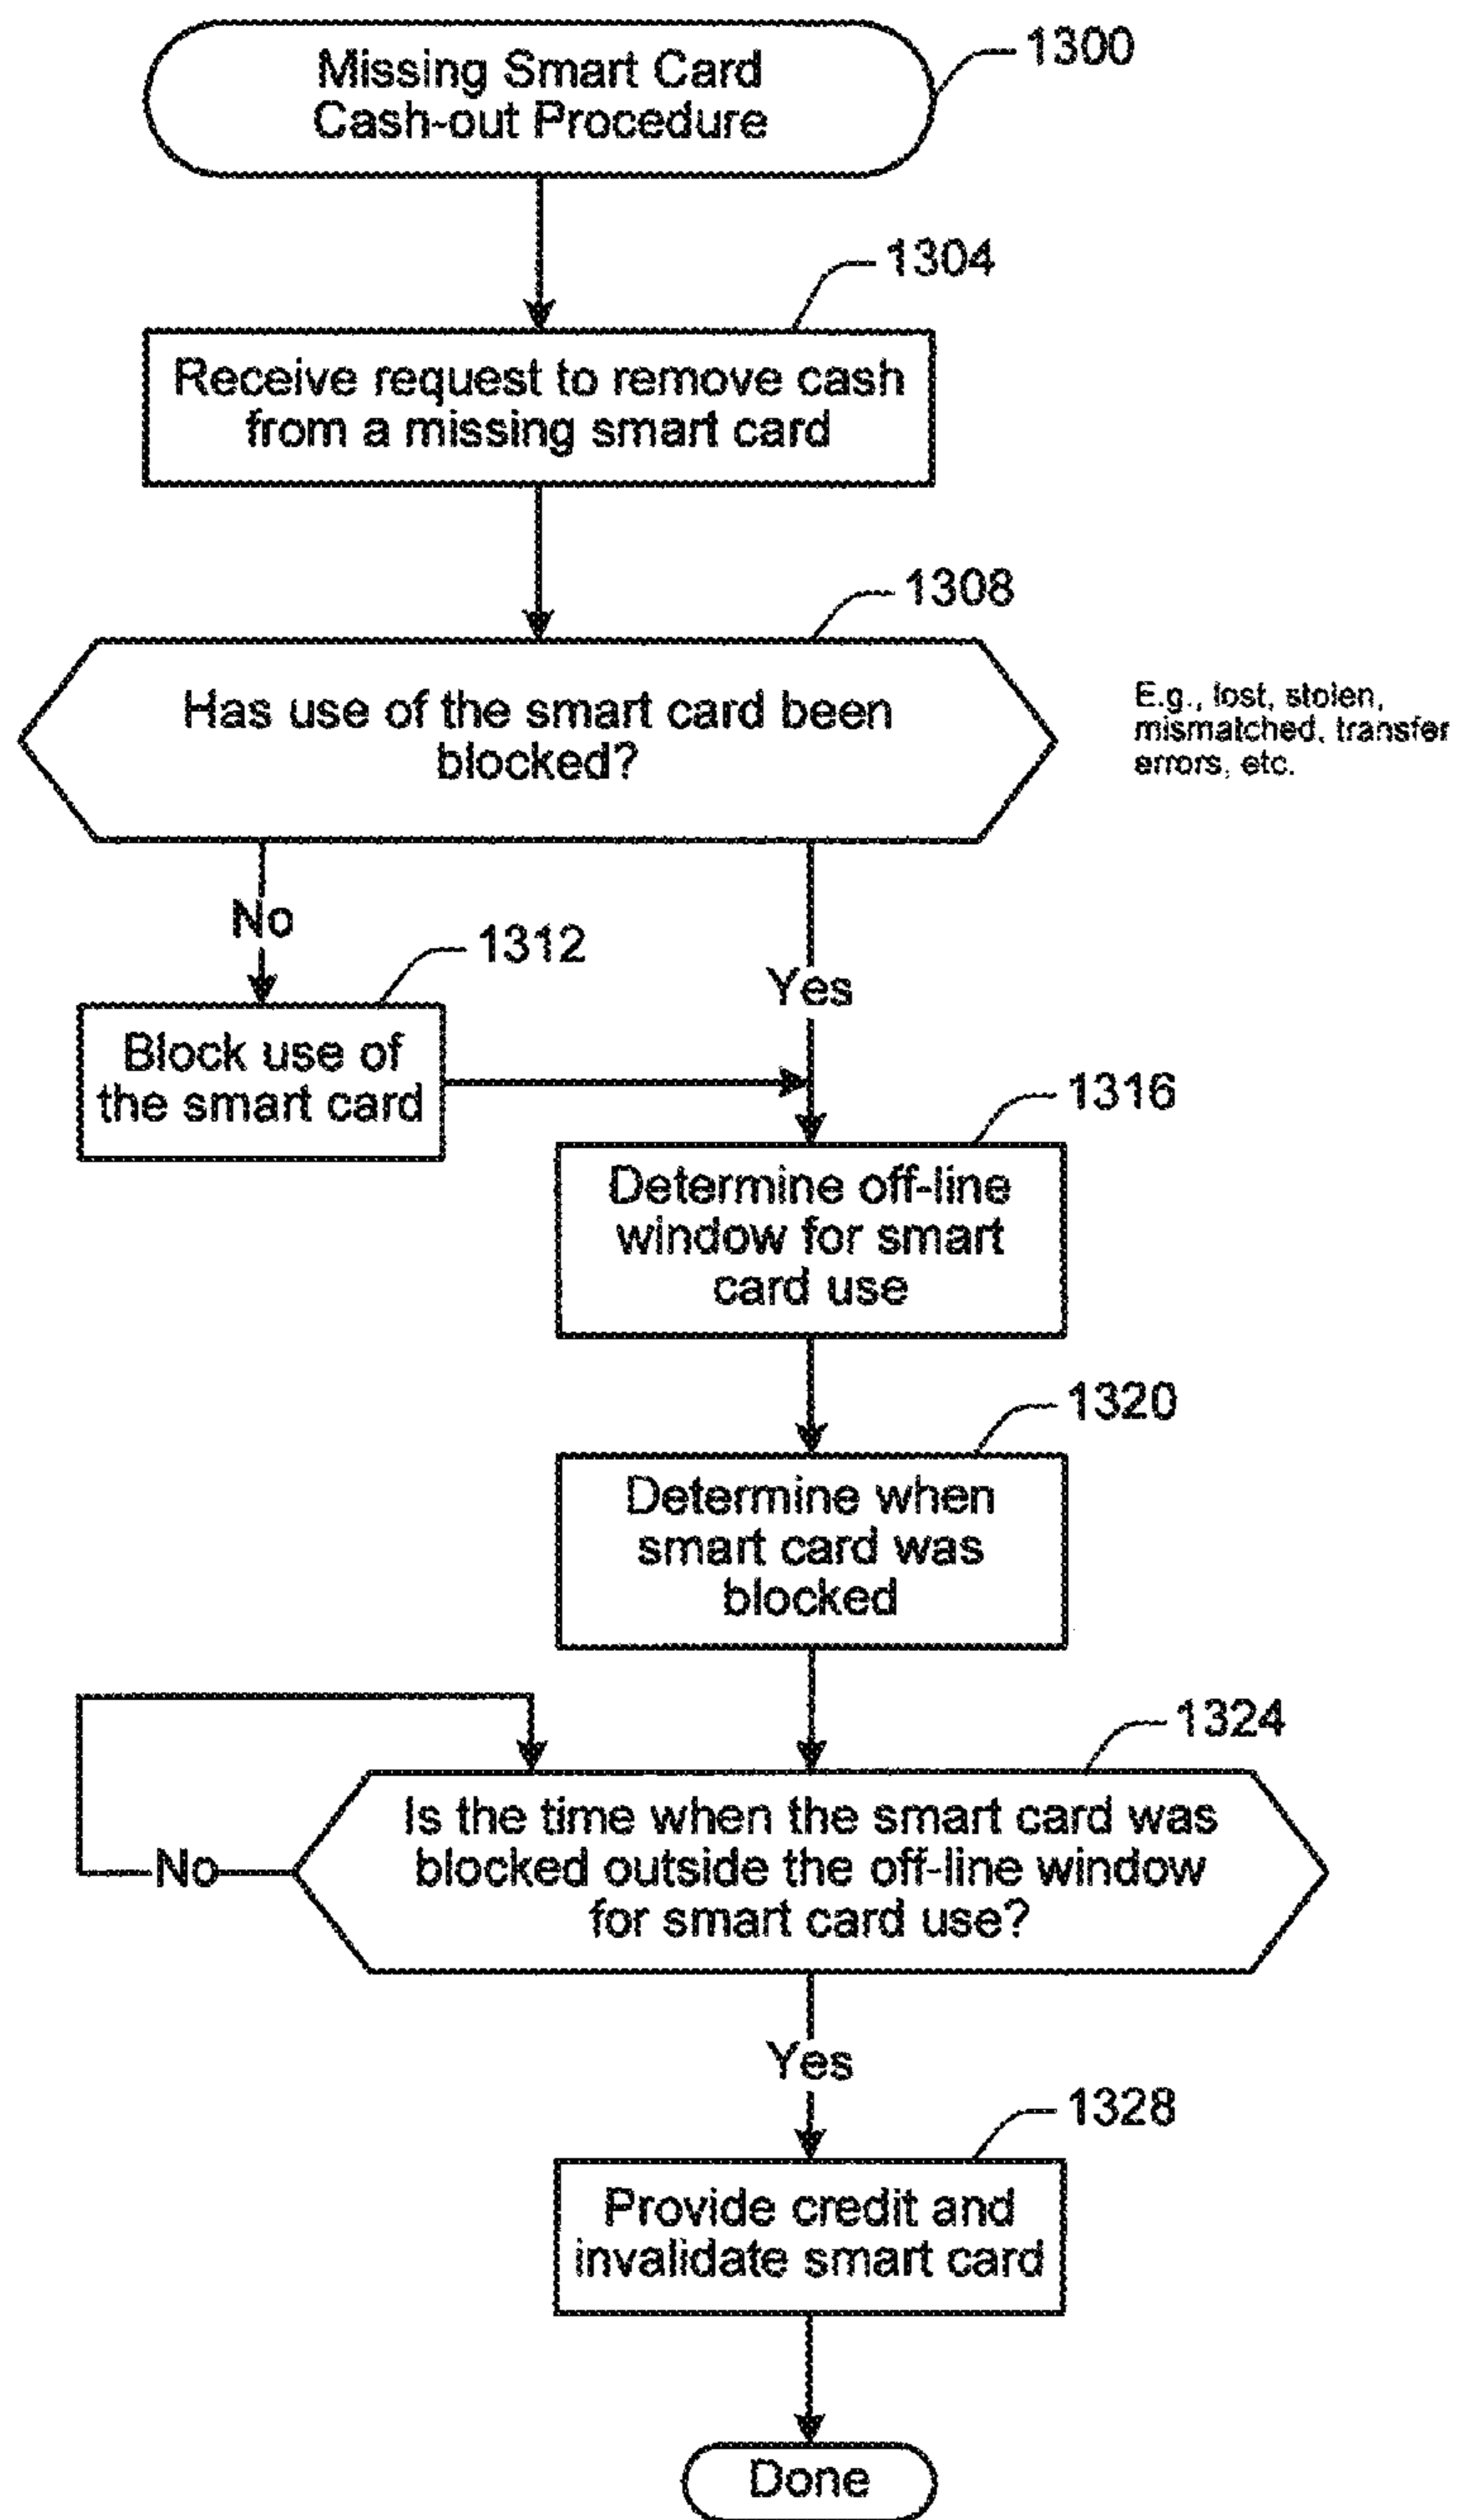 Missing Smart Card
Cash-out Procedure
1300
1304
Receive request to remove cash
from a missing smart card
1308
Has use of the smart card been
blocked?
E.g., lost, stolen,
mismatched, transfer
errors, etc.
No
1312
Yes
Block use of
the smart card
1316
Determine off-line
window for smart
card use
1320
Determine when
smart card was
blocked
1324
Is the time when the smart card was
blocked outside the off-line window
for smart card use?
No
Yes
1328
Provide credit and
invalidate smart card
Done